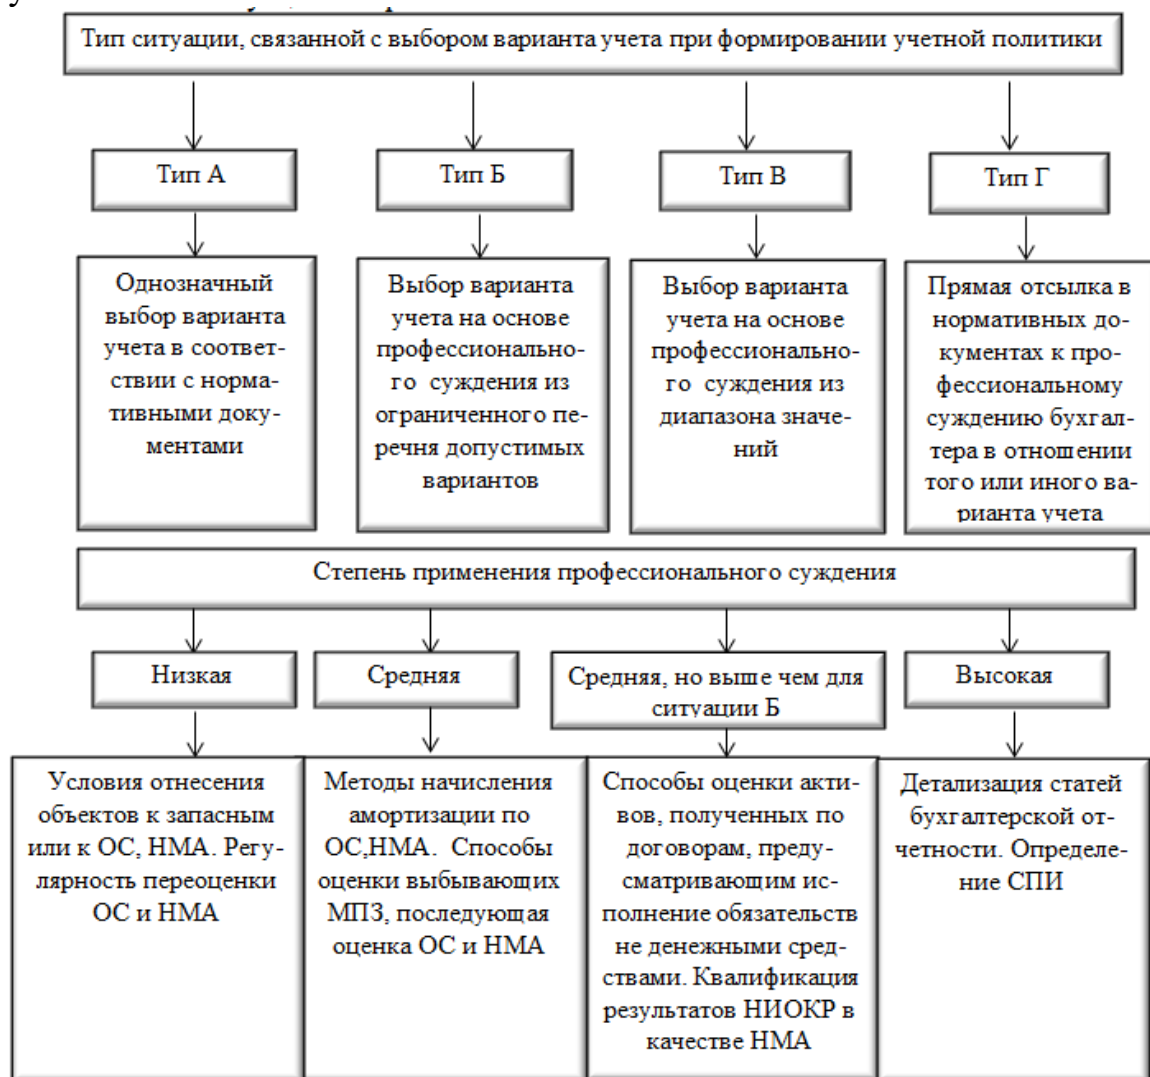 Тип ситуации, связанной с выбором варианта учета при формировании учетной политики
Тип А
Тип Б
Тип В
Тип Г
Однозначный
выбор варианта
учета в соответ-
ствии с норма-
тивными доку-
ментами
Выбор варианта
учета на основе
профессионально-
го суждения из
ограниченного пе-
речня допустимых
вариантов
Выбор варианта
учета на основе
профессионально-
го суждения из
диапазона значе-
ний
Прямая отсылка в
нормативных до-
кументах к про-
фессиональному
суждению бухгал-
тера в отношении
того или иного ва-
рианта учета
Степень применения профессионального суждения
Низкая
Средняя
Средняя, но выше чем для
ситуации Б
Высокая
Условия отнесения
объектов к запасным
или к ОС, НМА. Регу-
лярность переоценки
ОС и НМА
Методы начисления
амортизации по
ОС,НМА. Способы
оценки выбывающих
МПЗ, последующая
оценка ОС и НМА
Способы оценки акти-
вов, полученных по
договорам, преду-
сматривающим ис-
полнение обязательств
не денежными сред-
ствами. Квалификация
результатов НИОКР в
качестве НМА
Детализация статей
бухгалтерской от-
четности. Определе-
ние СПИ